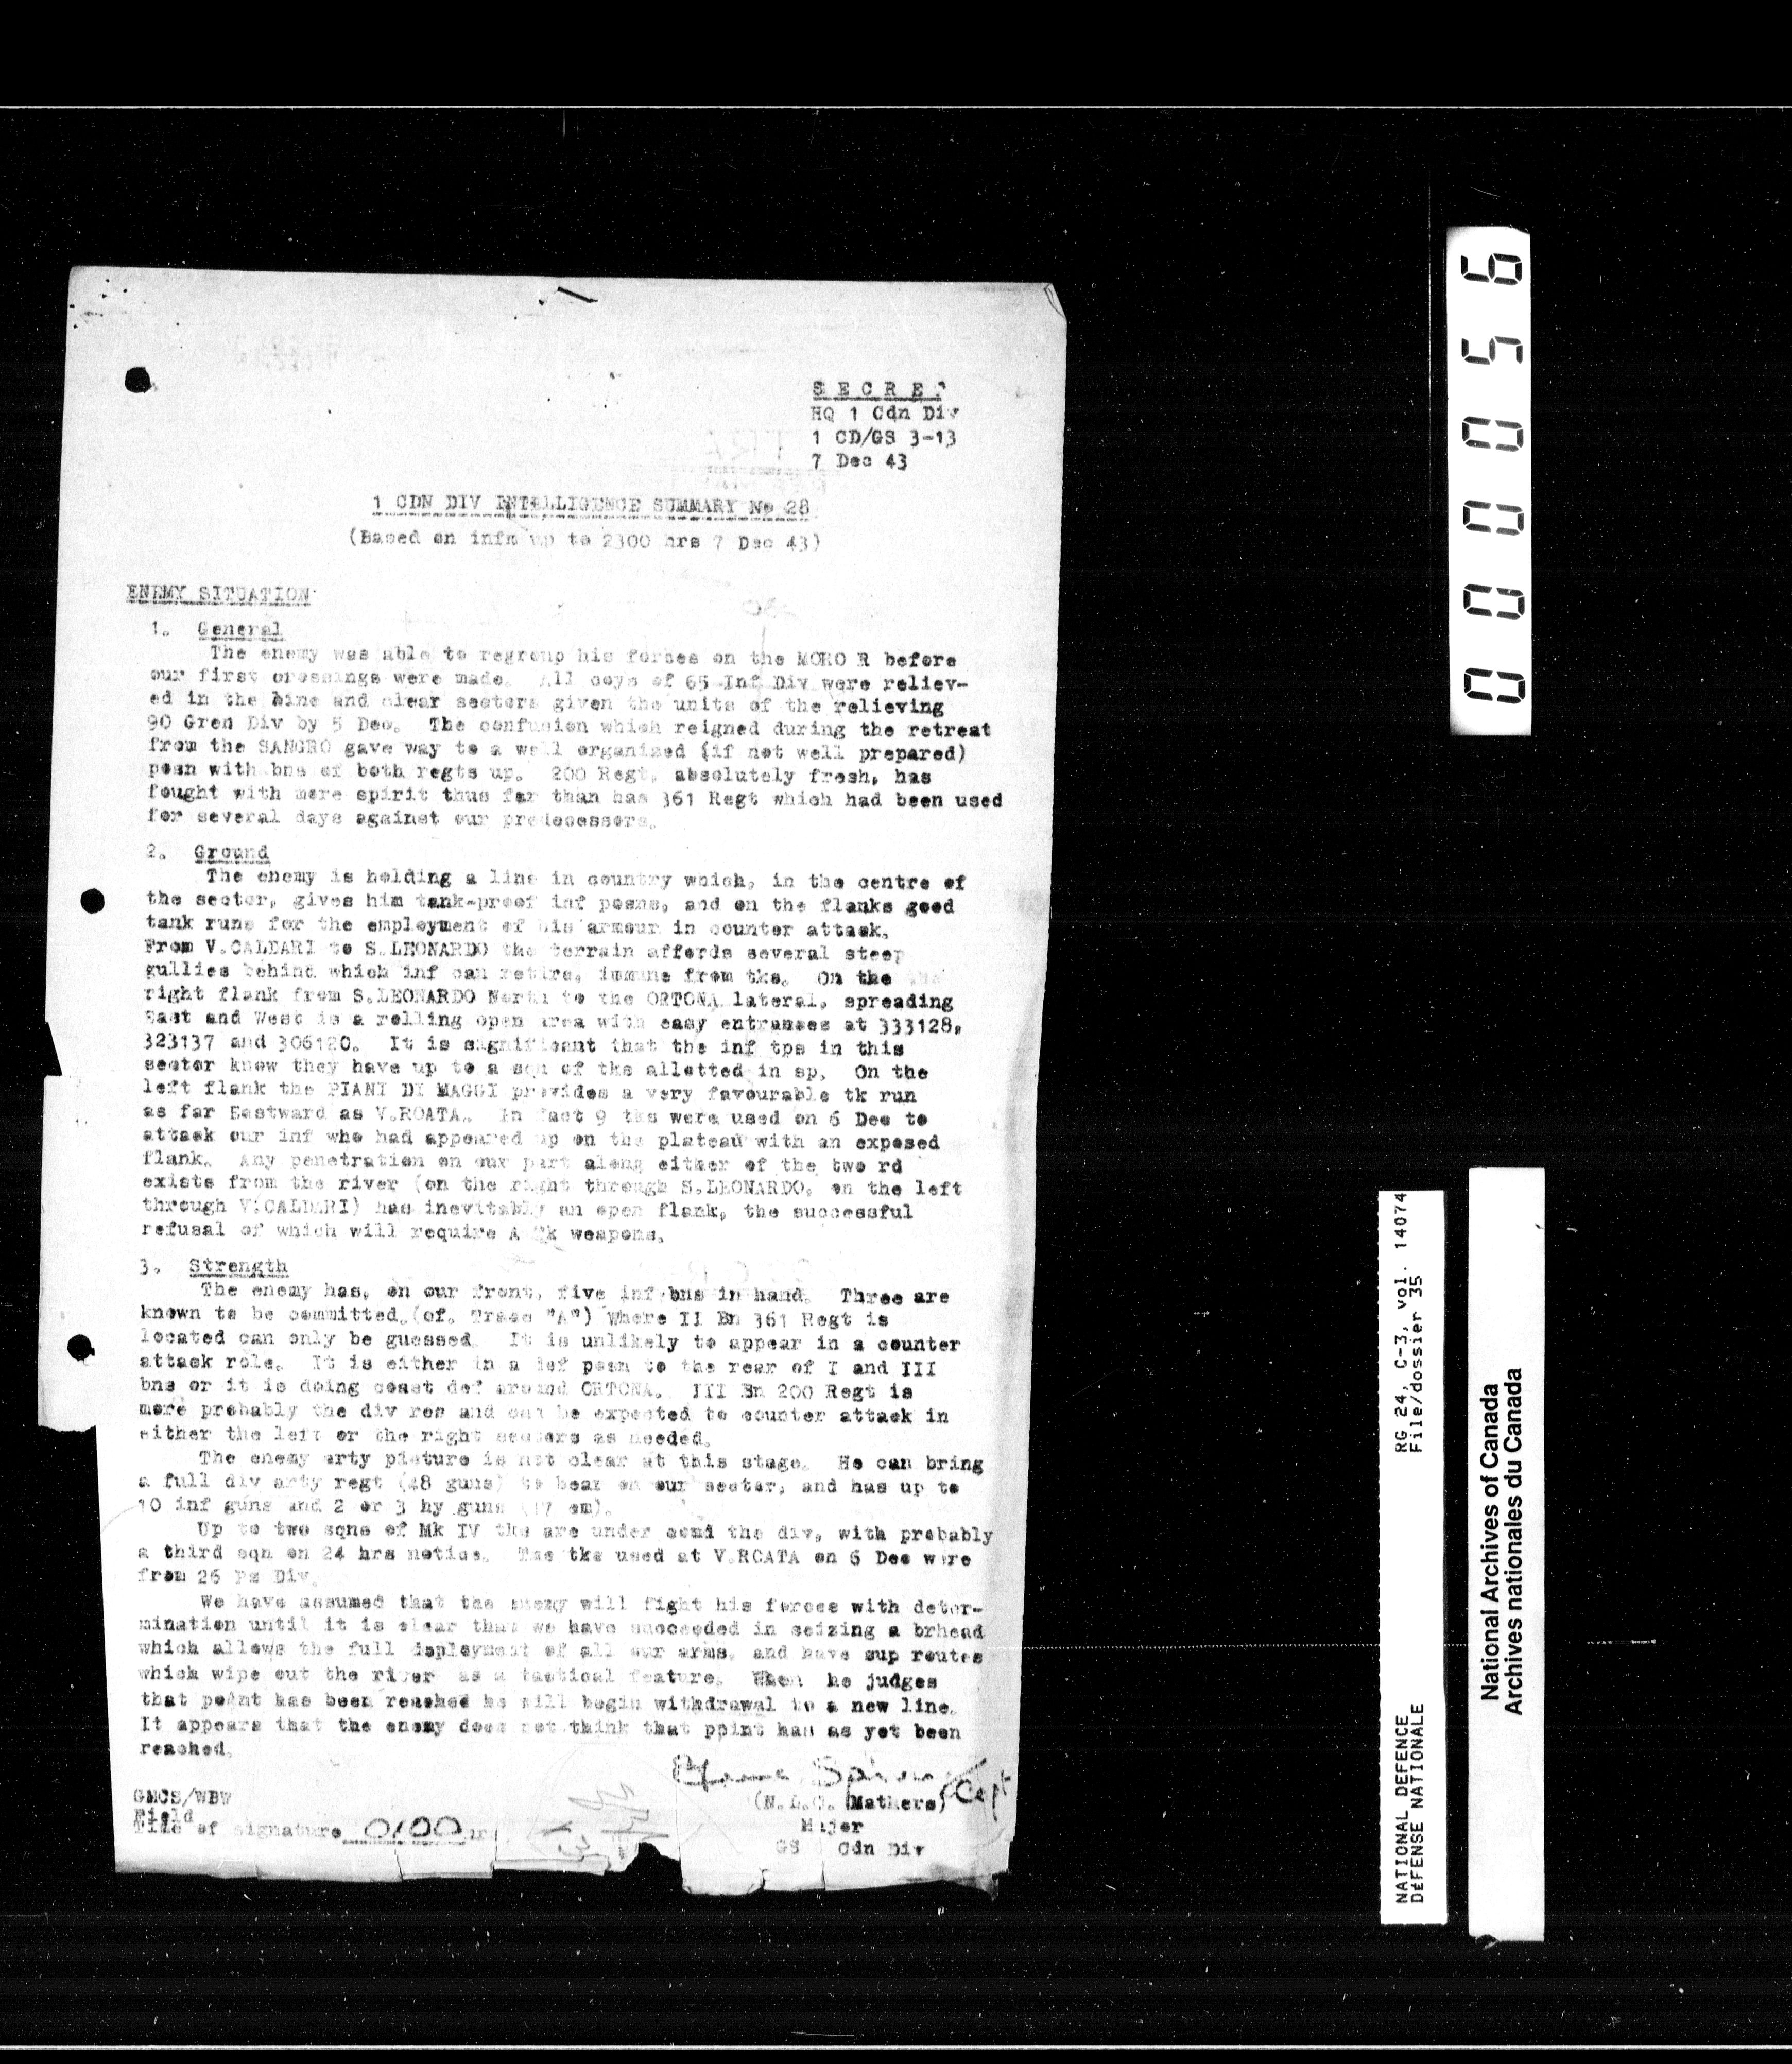 S E C R E T
HQ 1 Cdn Div
1 CD/GS 3-13
7 Dec 43
1 CDN DIV INTELLIGENCE SUMMARY No 28
(Based on infn up to 2300 hrs 7 Dec 43)
ENEMY SITUATION
1. General
The enemy was able to regroup his forces on the MORO R before
our first crossings were made. All coys of 65 Inf Div were reliev-
ed in the line and clear sectors given the units of the relieving
90 Gren Div by 5 Dec. The confusion which reigned during the retreat
from the SANGRO gave way to a well organized (if not well prepared)
posn with bns of both regts up. 200 Regt, absolutely fresh, has
fought with more spirit thus far than has 361 Regt which had been used
for several days against our predecessors.
2. Ground
The enemy is holding a line in country which, in the centre of
the sector, gives him tank-proof inf posns, and on the flanks good
tank runs for the employment of his armour in counter attack.
From V.CALDARI to S.LEONARDO the terrain affords several steep
gullies behind which inf can retire, immune from tks. On the
right flank from S.LEONARDO North to the ORTONA lateral, spreading
East and West is a rolling open area with easy entrances at 333128,
323137 and 306120. It is significant that the inf tps in this
sector know they have up to a sqn of tks allotted in sp. On the
left flank the PIANI DI MAGGI provides a very favourable tk run
as far Eastward as V.ROATA. In fact 9 tks were used on 6 Dec to
attack our inf who had appeared up on the plateau with an exposed
flank. Any penetration on our part along either of the two rd
exists from the river (on the right through S.LEONARDO, on the left
through V.CALDARI) has inevitably an open flank, the successful
refusal of which will require A Tk weapons.
3. Strength
The enemy has, on our front, five inf bns in hand. Three are
known to be committed.(cf. Trace "A") Where II Bn 361 Regt is
located can only be guessed. It is unlikely to appear in a counter
attack role. It is either in a def posn to the rear of I and III
bns or it is doing coast def around ORTONA. III Bn 200 Regt is
more probably the div res and can be expected to counter attack in
either the left or the right sectors as needed.
The enemy arty picture is not clear at this stage. He can bring
a full div arty regt (48 guns) to bear on our sector, and has up to
10 inf guns and 2 or 3 hy guns (17 cm).
Up to two sqns of Mk IV tks are under comd the div, with probably
a third sqn on 24 hrs notice. The tks used at V.ROATA on 6 Dec were
from 26 Pz Div.
We have assumed that the enemy will fight his forces with deter-
mination until it is clear that we have succeeded in seizing a brhead
which allows the full deployment of all our arms, and have sup routes
which wipe out the river as a tactical feature. When he judges
that point has been reached he will begin withdrawal to a new line.
It appears that the enemy does not think that ppint has as yet been
reached.
Capt
GMCS/WBW
(N.L.C. Mathers)
Field
Major
Time of signature 0100 hrs
GS Cdn Div
000056
RG 24, C-3, vol. 14074
File/dossier 35
NATIONAL DEFENCE
DÉFENSE NATIONALE
National Archives of Canada
Archives nationales du Canada